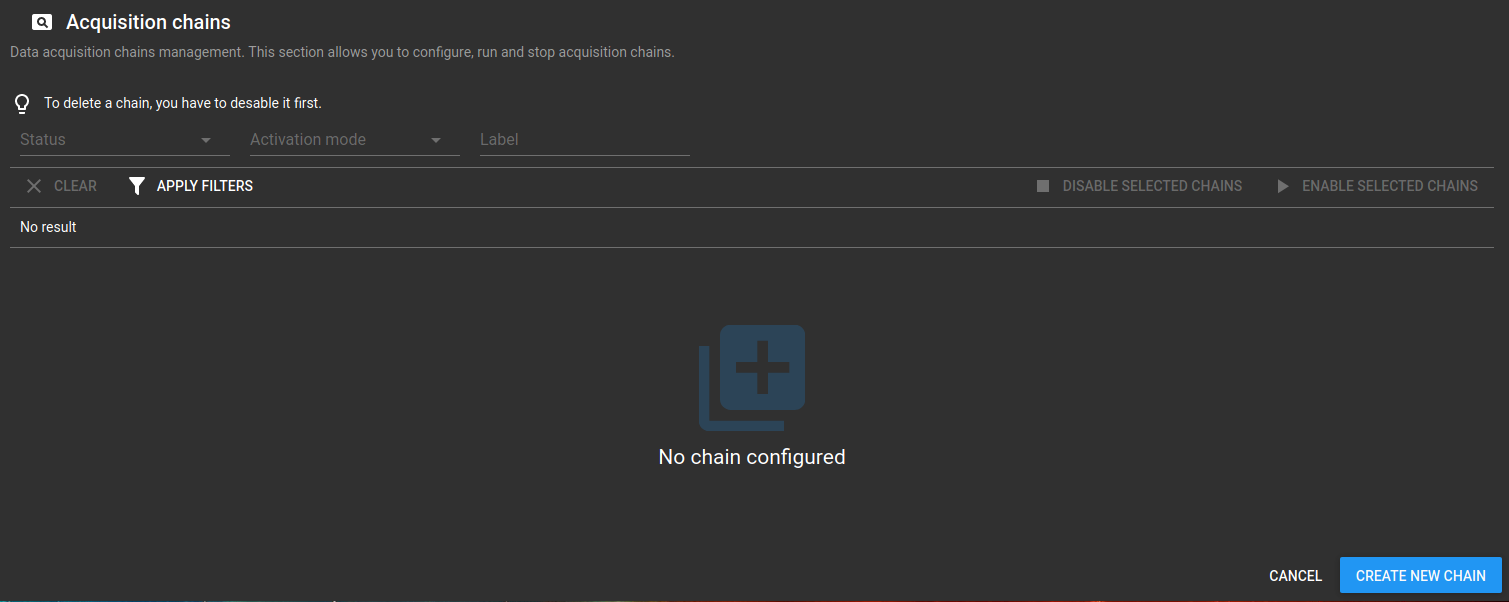 Acquisition chains
Data acquisition chains management. This section allows you to configure, run and stop acquisition chains.
To delete a chain, you have to desable it first.
Status Activation mode Label
CLEAR APPLY FILTERS DISABLE SELECTED CHAINS ENABLE SELECTED CHAINS
No result
No chain configured
CANCEL CREATE NEW CHAIN